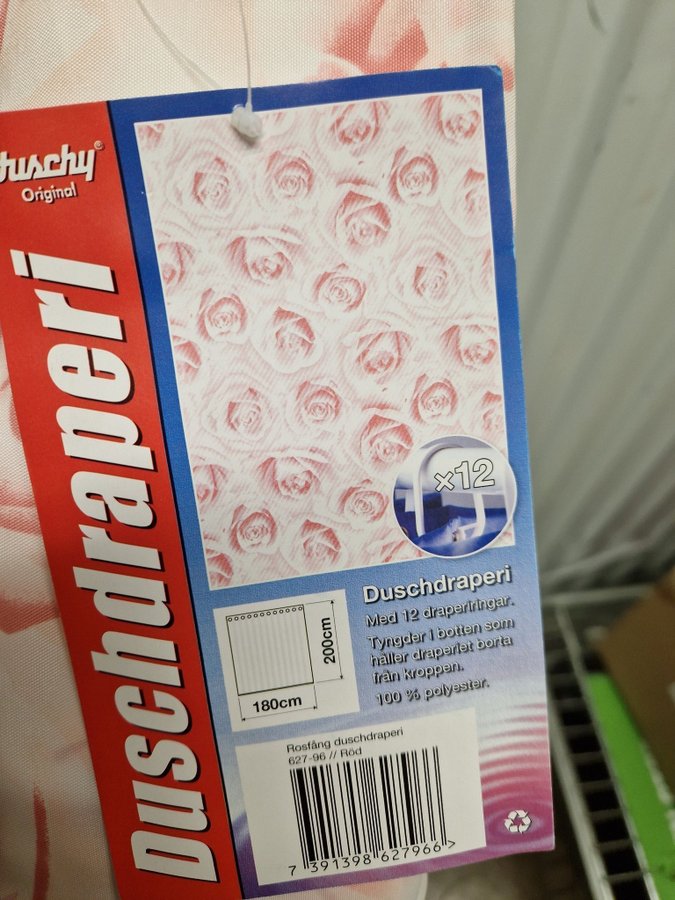 Duschy®
Original
Duschdraperi
×12
Duschdraperi
Med 12 draperiringar.
Tyngder i botten som
håller draperiet borta
från kroppen.
100 % polyester.
200cm
180cm
Rosfång duschdraperi
627-96 // Röd
7 391398 627966 >